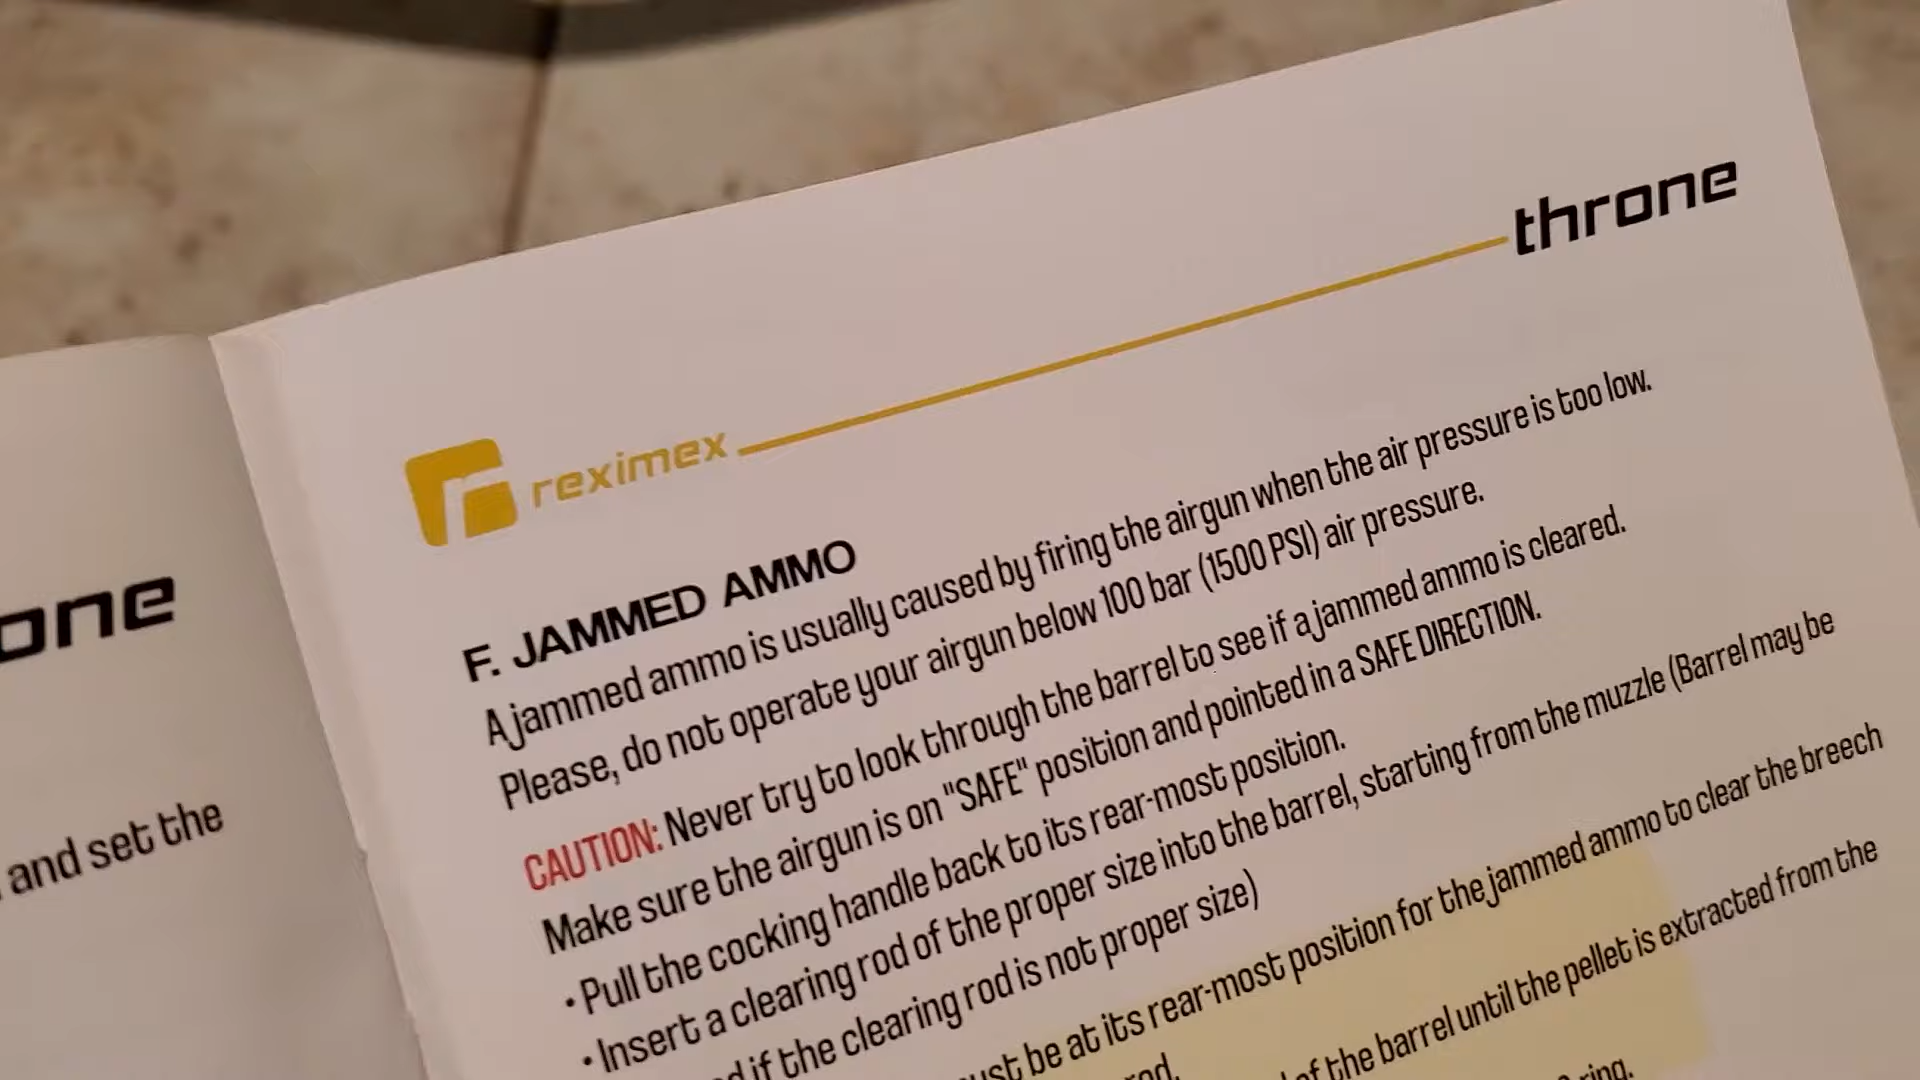 throne
reximex
F. JAMMED AMMO
A jammed ammo is usually caused by firing the airgun when the air pressure is too low.
Please, do not operate your airgun below 100 bar (1500 PSI) air pressure.
CAUTION: Never try to look through the barrel to see if a jammed ammo is cleared.
Make sure the airgun is on "SAFE" position and pointed in a SAFE DIRECTION.
• Pull the cocking handle back to its rear-most position.
• Insert a clearing rod of the proper size into the barrel, starting from the muzzle (Barrel may be
if the clearing rod is not proper size)
be at its rear-most position for the jammed ammo to clear the breech
rod.
of the barrel until the pellet is extracted from the
ring.
one
and set the